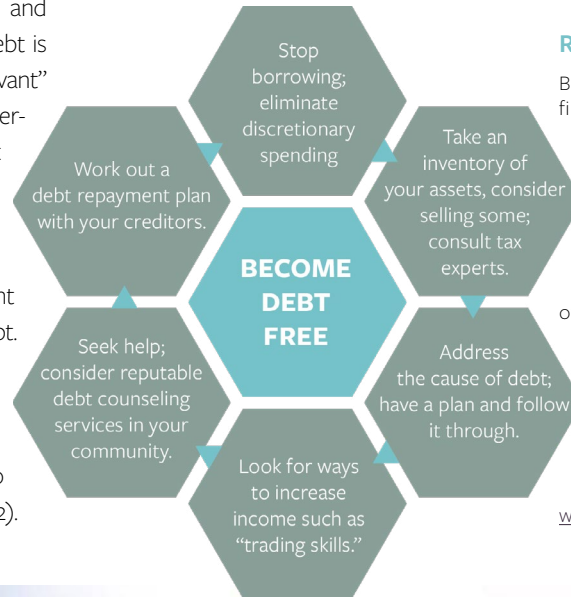 and
ebt is
vant”
er-
nt
bt.
o
2).
Stop
borrowing;
eliminate
discretionary
spending
Take an
inventory of
your assets, consider
selling some;
consult tax
experts.
Address
the cause of debt;
have a plan and follow
it through.
Look for ways
to increase
income such as
“trading skills.”
Seek help;
consider reputable
debt counseling
services in your
community.
Work out a
debt repayment plan
with your creditors.
BECOME
DEBT
FREE
R
B
fi
o
w